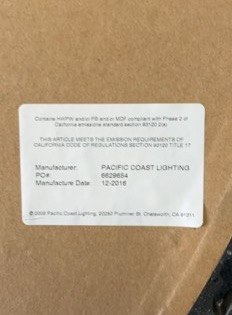 Contains HWPW and/or PB and/or MDF compliant with Phase 2 of
California emissions standard section 93120.2(a)
THIS ARTICLE MEETS THE EMISSION REQUIREMENTS OF
CALIFORNIA CODE OF REGULATIONS SECTION 93120 TITLE 17
Manufacturer: PACIFIC COAST LIGHTING
PO#: 6629654
Manufacture Date: 12-2016
Pacific Coast Lighting, 20250 Plummer St. Chatsworth, CA 91311